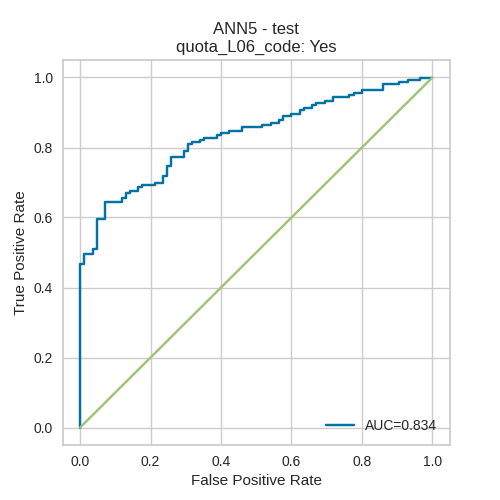 ANN5 - test
quota_L06_code: Yes
True Positive Rate
1.0
0.8
0.6
0.4
0.2
0.0
AUC=0.834
0.0 0.2 0.4 0.6 0.8 1.0
False Positive Rate